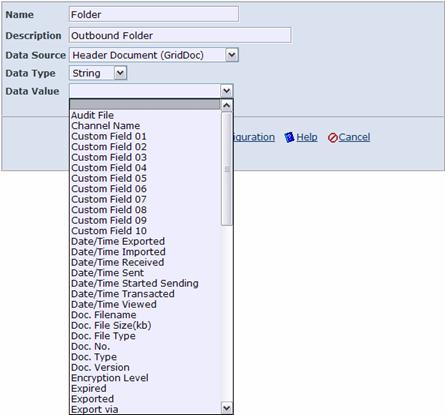 Name Folder
Description Outbound Folder
Data Source Header Document (GridDoc)
Data Type String
Data Value
Audit File
Channel Name
Custom Field 01
Custom Field 02
Custom Field 03
Custom Field 04
Custom Field 05
Custom Field 06
Custom Field 07
Custom Field 08
Custom Field 09
Custom Field 10
Date/Time Exported
Date/Time Imported
Date/Time Received
Date/Time Sent
Date/Time Started Sending
Date/Time Transacted
Date/Time Viewed
Doc. Filename
Doc. File Size(kb)
Doc. File Type
Doc. No.
Doc. Type
Doc. Version
Encryption Level
Expired
Exported
Export via
iguration Help Cancel